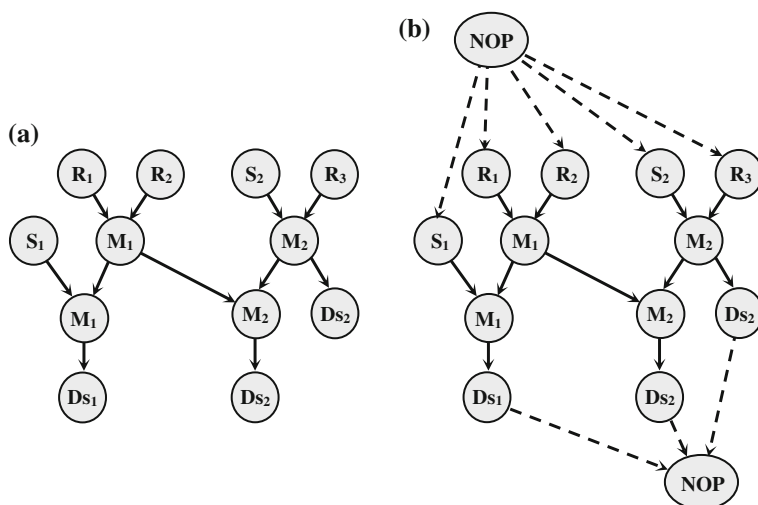 (b)
NOP
(a)
R₁ R₂ S₂ R₃ R₁ R₂ S₂ R₃
S₁ M₁ M₂ S₁ M₁ M₂
M₁ M₂ Ds₂ M₁ M₂ Ds₂
Ds₁ Ds₂ Ds₁ Ds₂
NOP